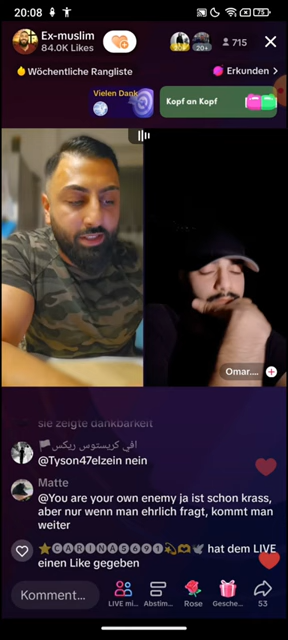 20:08
75
Ex-muslim
84.0K Likes
20+
715
Wöchentliche Rangliste
Erkunden >
Vielen Dank
Kopf an Kopf
Omar....
sie zeigte dankbarkeit
افي كريستوس ريكس
@Tyson47elzein nein
Matte
@You are your own enemy ja ist schon krass,
aber nur wenn man ehrlich fragt, kommt man
weiter
ⒸⒶⓇⒾⓃⒶⓈ⑥⑨① hat dem LIVE
einen Like gegeben
Komment...
LIVE mi...
Abstim...
Rose
Gesche...
53